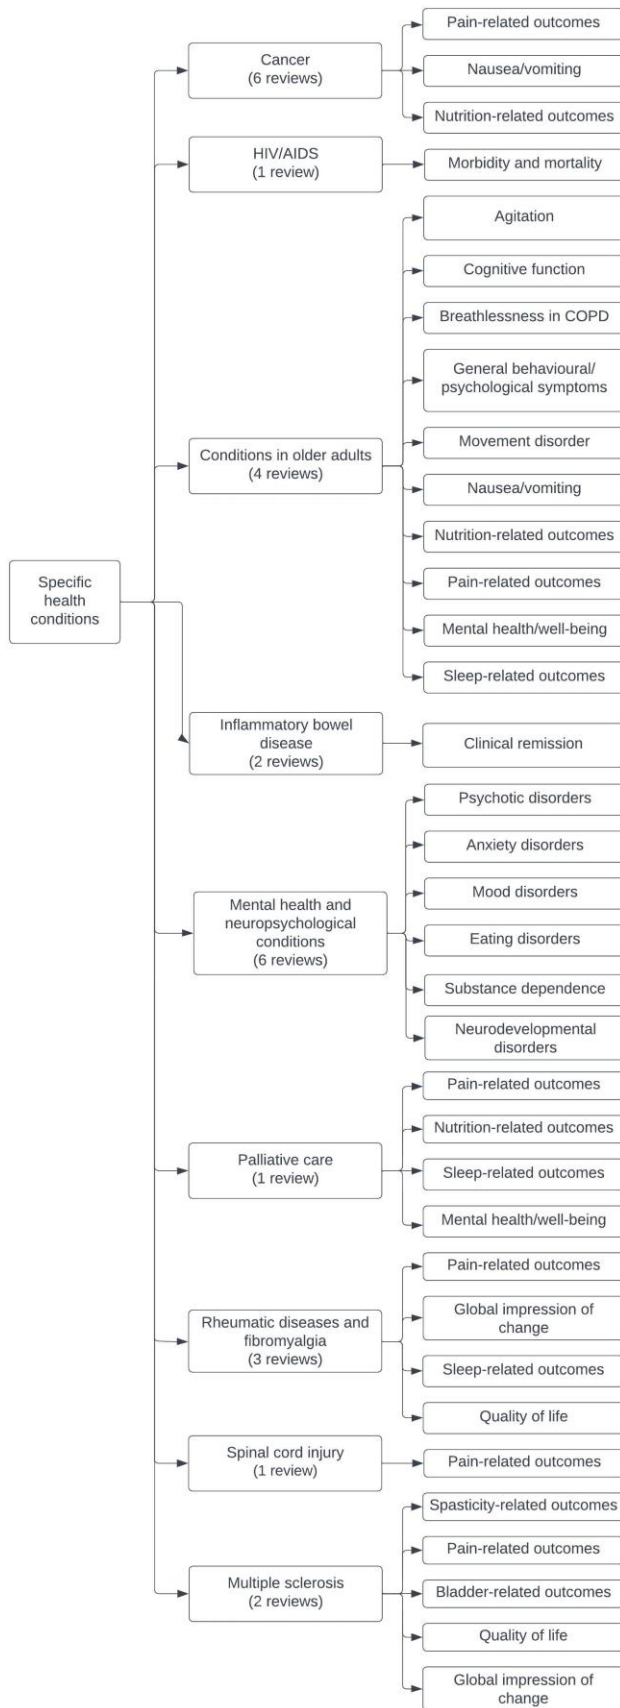 Specific
health
conditions
Cancer
(6 reviews)
Pain-related outcomes
Nausea/vomiting
Nutrition-related outcomes
HIV/AIDS
(1 review)
Morbidity and mortality
Conditions in older adults
(4 reviews)
Agitation
Cognitive function
Breathlessness in COPD
General behavioural/
psychological symptoms
Movement disorder
Nausea/vomiting
Nutrition-related outcomes
Pain-related outcomes
Mental health/well-being
Sleep-related outcomes
Inflammatory bowel
disease
(2 reviews)
Clinical remission
Mental health and
neuropsychological
conditions
(6 reviews)
Psychotic disorders
Anxiety disorders
Mood disorders
Eating disorders
Substance dependence
Neurodevelopmental
disorders
Palliative care
(1 review)
Pain-related outcomes
Nutrition-related outcomes
Sleep-related outcomes
Mental health/well-being
Rheumatic diseases and
fibromyalgia
(3 reviews)
Pain-related outcomes
Global impression of
change
Sleep-related outcomes
Quality of life
Spinal cord injury
(1 review)
Pain-related outcomes
Multiple sclerosis
(2 reviews)
Spasticity-related outcomes
Pain-related outcomes
Bladder-related outcomes
Quality of life
Global impression of
change